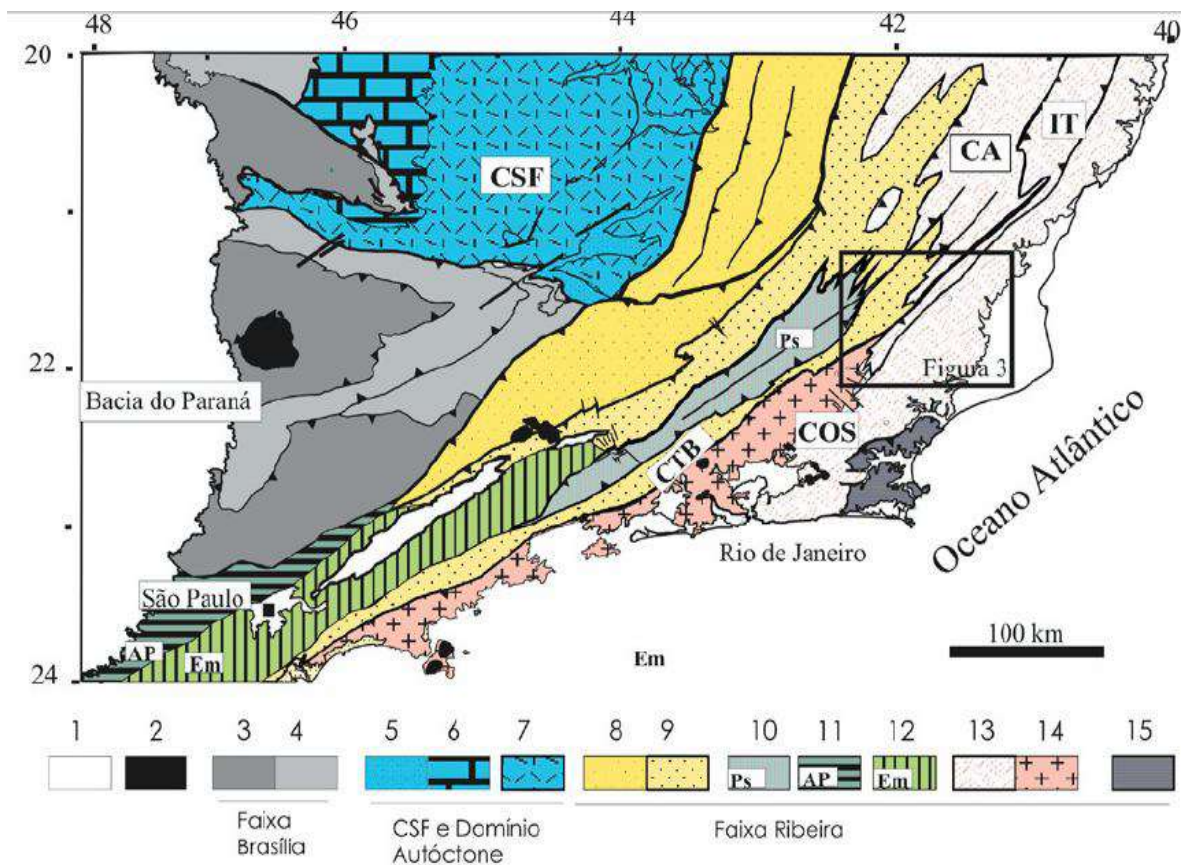 48 46 44 42 40
20
CSF
CA
IT
Ps
22
Figura 3
Bacia do Paraná
COS
CTB
Oceano Atlântico
Rio de Janeiro
São Paulo
100 km
AP
Em
Em
24
1 2 3 4 5 6 7 8 9 10 11 12 13 14 15
Ps AP Em
Faixa
Brasília
CSF e Domínio
Autóctone
Faixa Ribeira